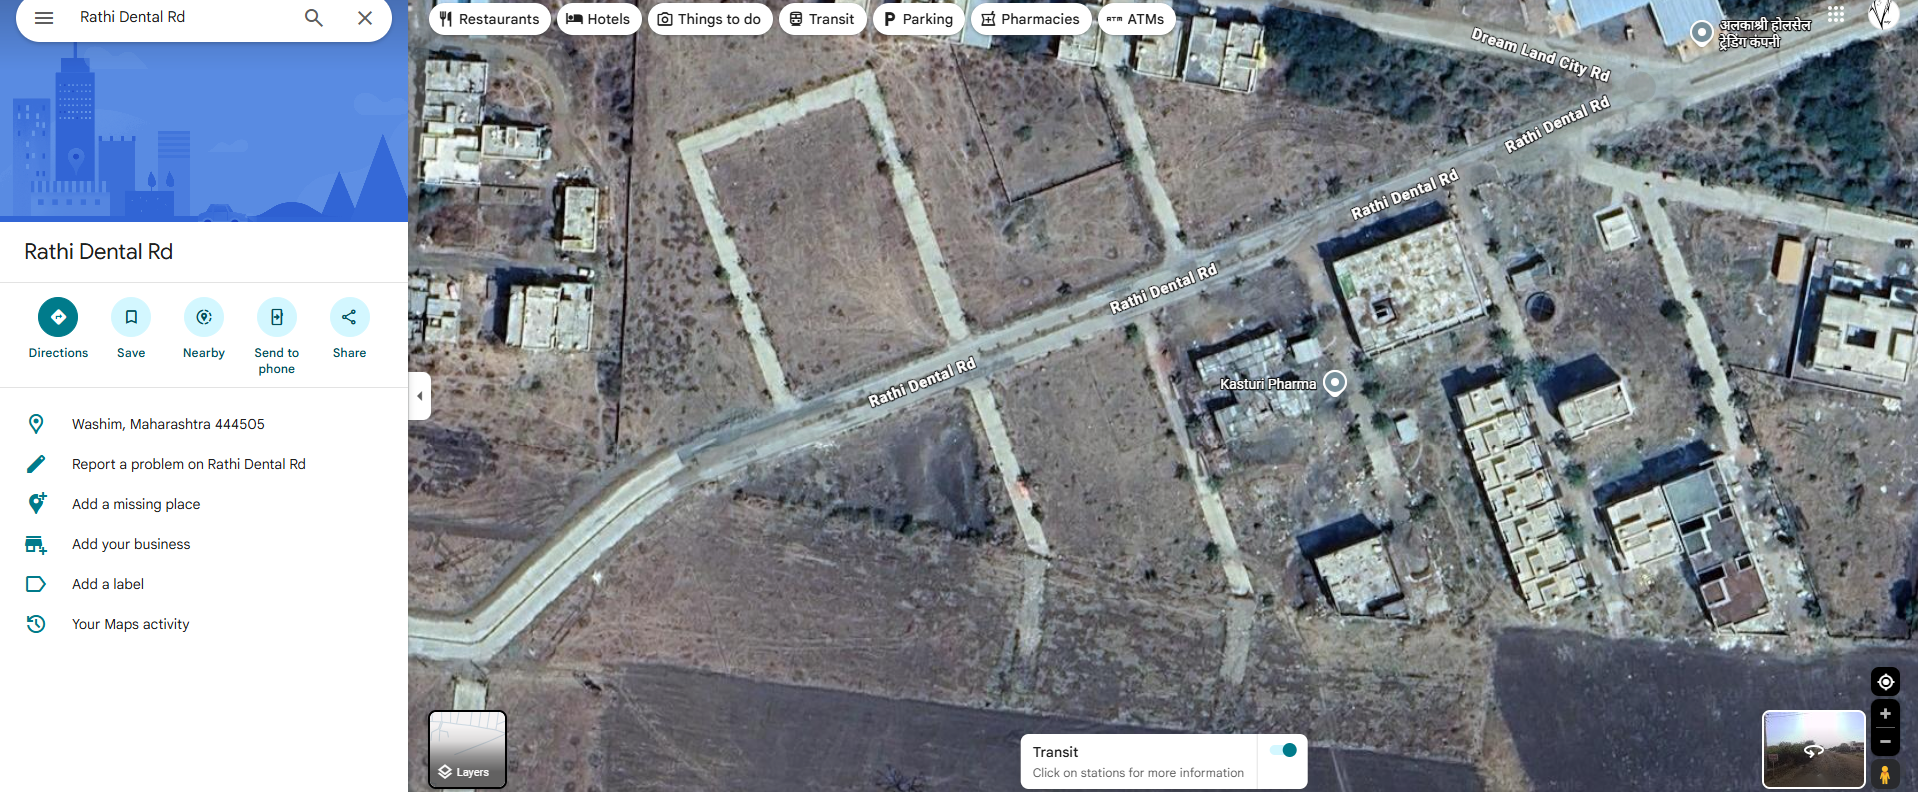 Rathi Dental Rd
Restaurants
Hotels
Things to do
Transit
Parking
Pharmacies
ATM ATMs
Rathi Dental Rd
Directions
Save
Nearby
Send to
phone
Share
Washim, Maharashtra 444505
Report a problem on Rathi Dental Rd
Add a missing place
Add your business
Add a label
Your Maps activity
अलकाश्री होलसेल
ट्रेडिंग कंपनी
Dream Land City Rd
Rathi Dental Rd
Rathi Dental Rd
Rathi Dental Rd
Rathi Dental Rd
Kasturi Pharma
Layers
Transit
Click on stations for more information